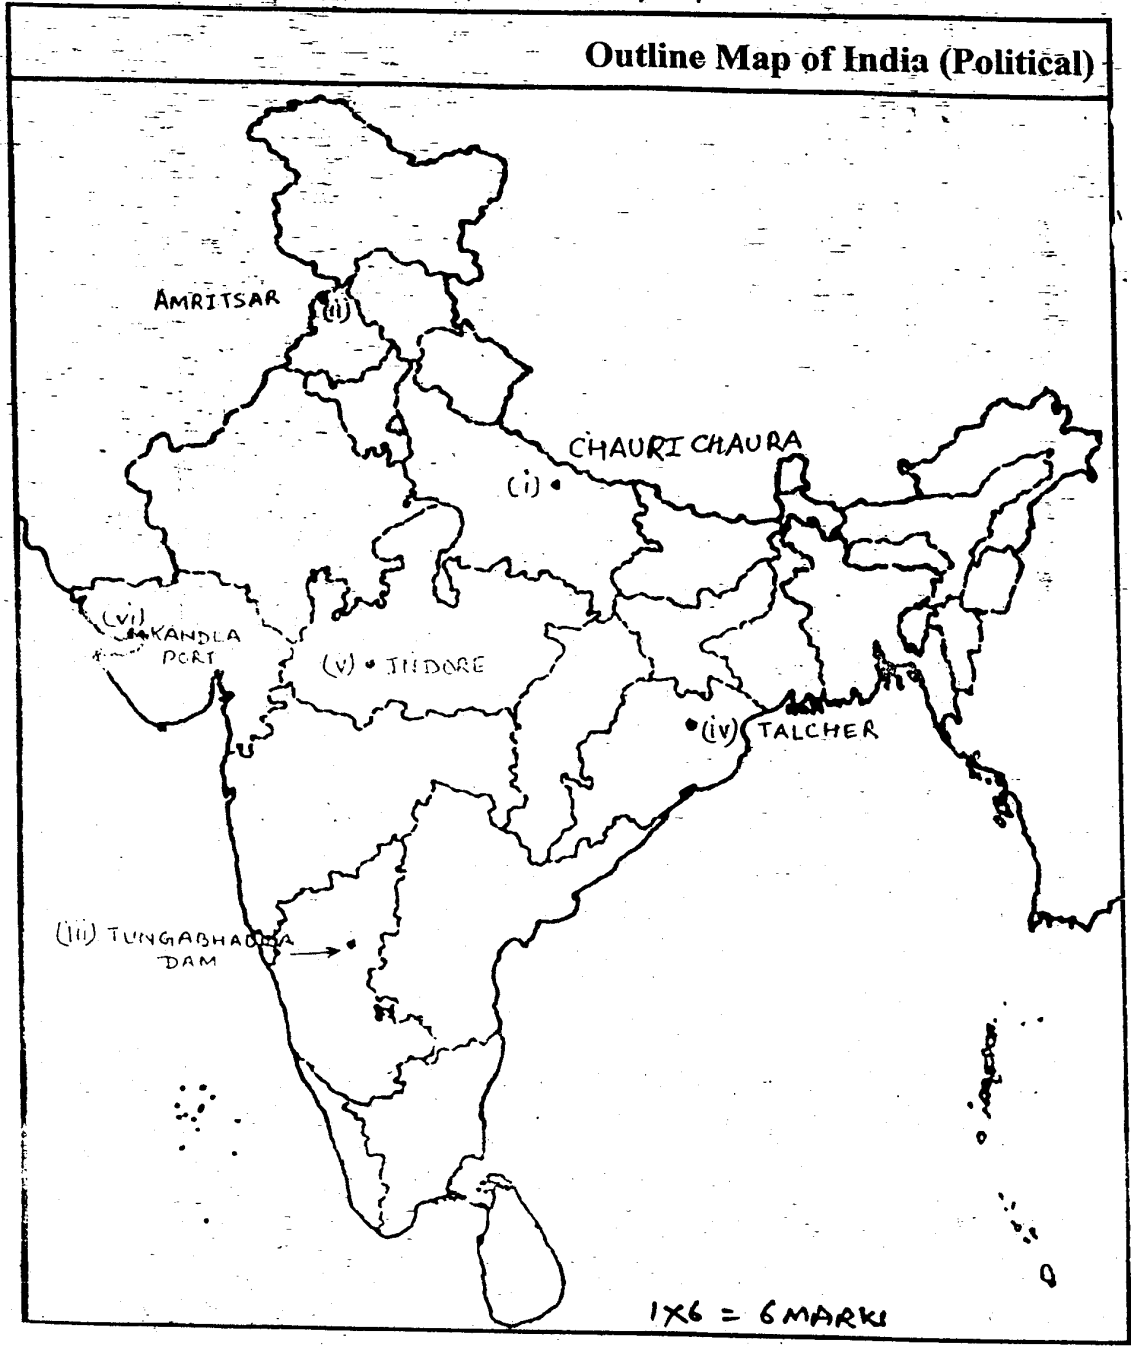 Outline Map of India (Political)
AMRITSAR
(ii)
CHAURI CHAURA
(i)
(vi)
KANDLA
PORT
(v) INDORE
(iv) TALCHER
(iii) TUNGABHADRA
DAM
1X6 = 6 MARKS